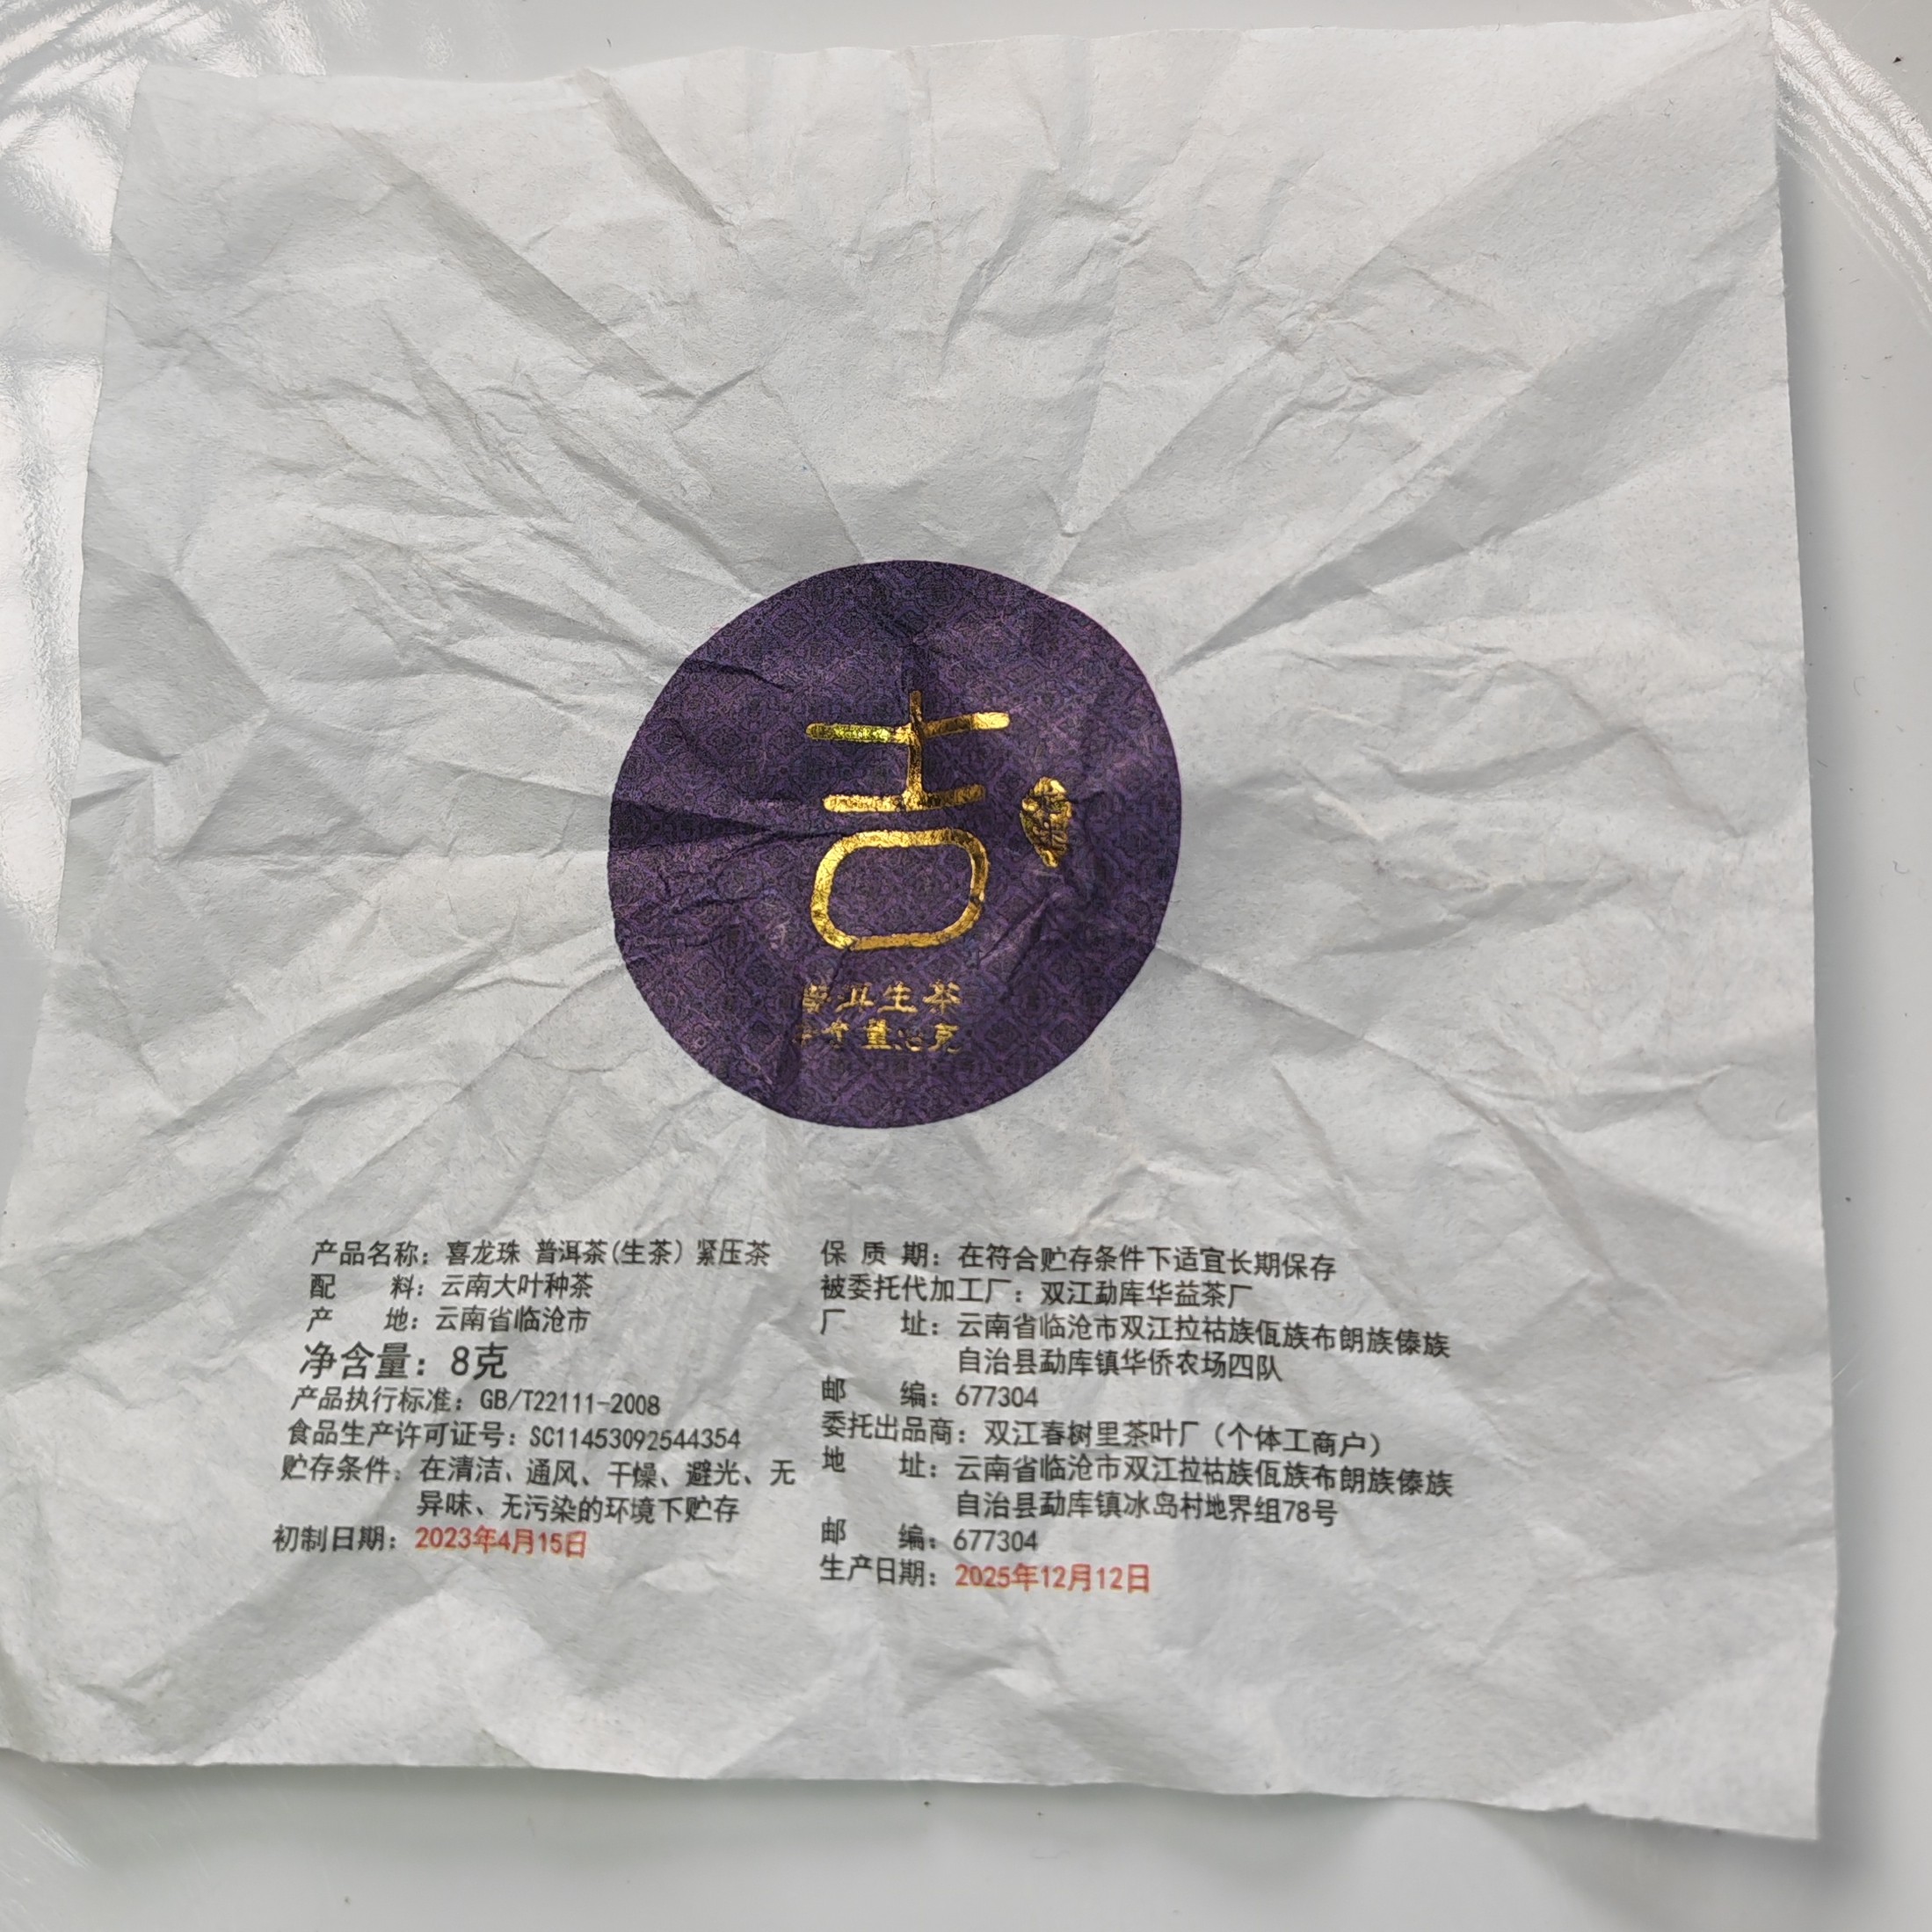 吉
普洱生茶
净含量:8克
产品名称：喜龙珠 普洱茶(生茶) 紧压茶
配 料：云南大叶种茶
产 地：云南省临沧市
净含量：8克
产品执行标准：GB/T22111-2008
食品生产许可证号：SC11453092544354
贮存条件：在清洁、通风、干燥、避光、无
异味、无污染的环境下贮存
初制日期：2023年4月15日
保 质 期：在符合贮存条件下适宜长期保存
被委托代加工厂：双江勐库华益茶厂
厂 址：云南省临沧市双江拉祜族佤族布朗族傣族
自治县勐库镇华侨农场四队
邮 编：677304
委托出品商：双江春树里茶叶厂（个体工商户）
地 址：云南省临沧市双江拉祜族佤族布朗族傣族
自治县勐库镇冰岛村地界组78号
邮 编：677304
生产日期：2025年12月12日